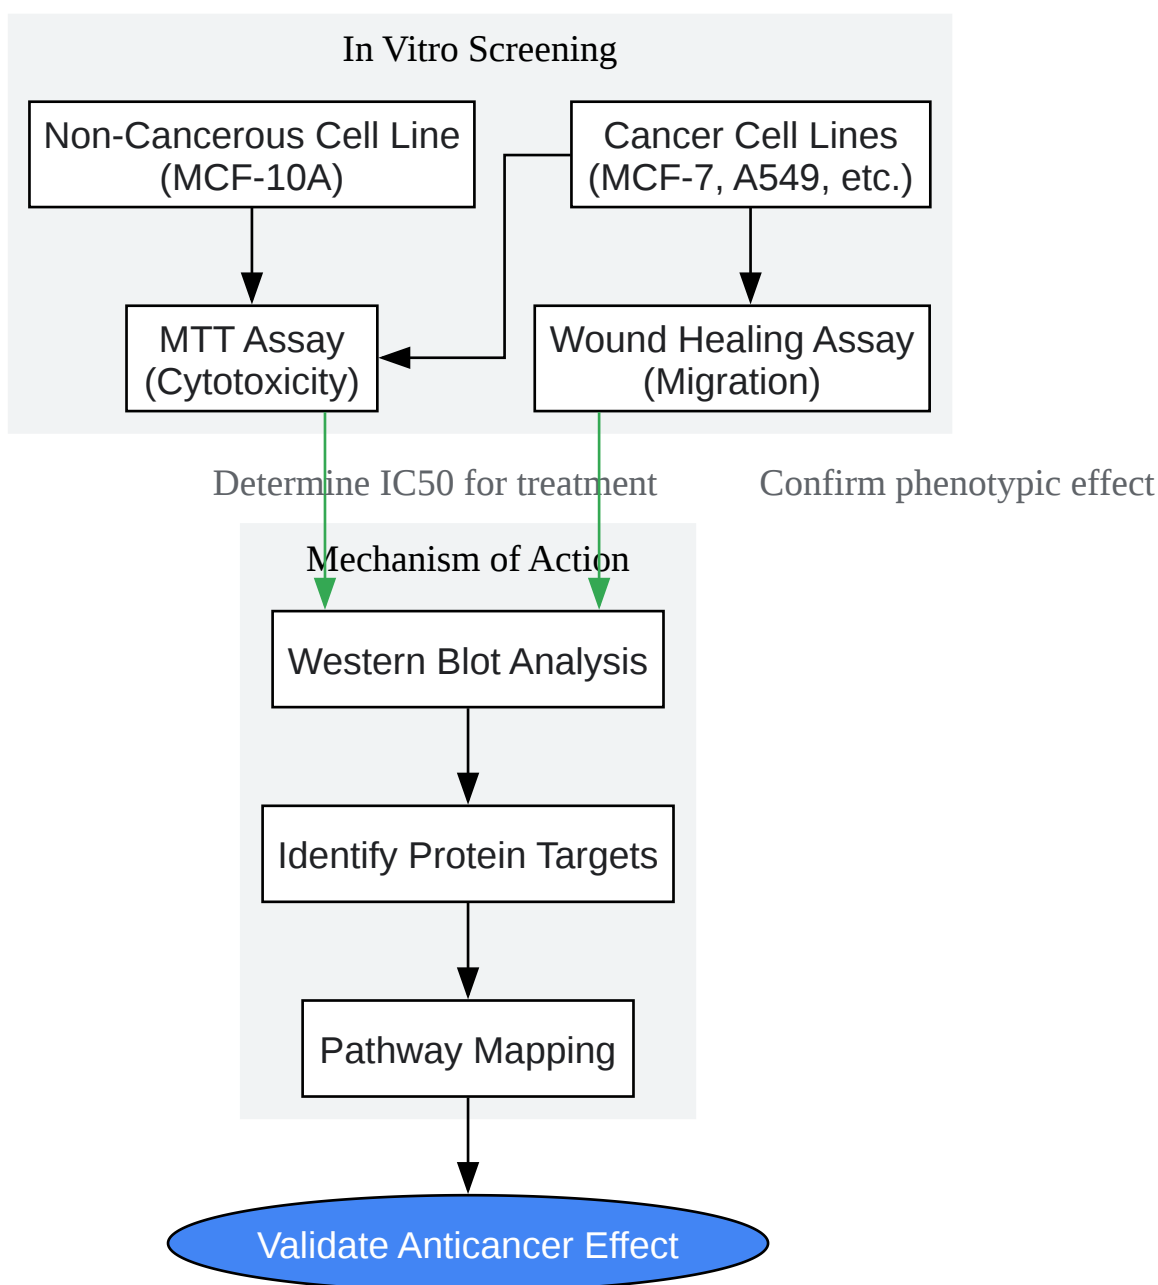 In Vitro Screening
Non-Cancerous Cell Line
(MCF-10A)
Cancer Cell Lines
(MCF-7, A549, etc.)
MTT Assay
(Cytotoxicity)
Wound Healing Assay
(Migration)
Determine IC50 for treatment
Confirm phenotypic effect
Mechanism of Action
Western Blot Analysis
Identify Protein Targets
Pathway Mapping
Validate Anticancer Effect